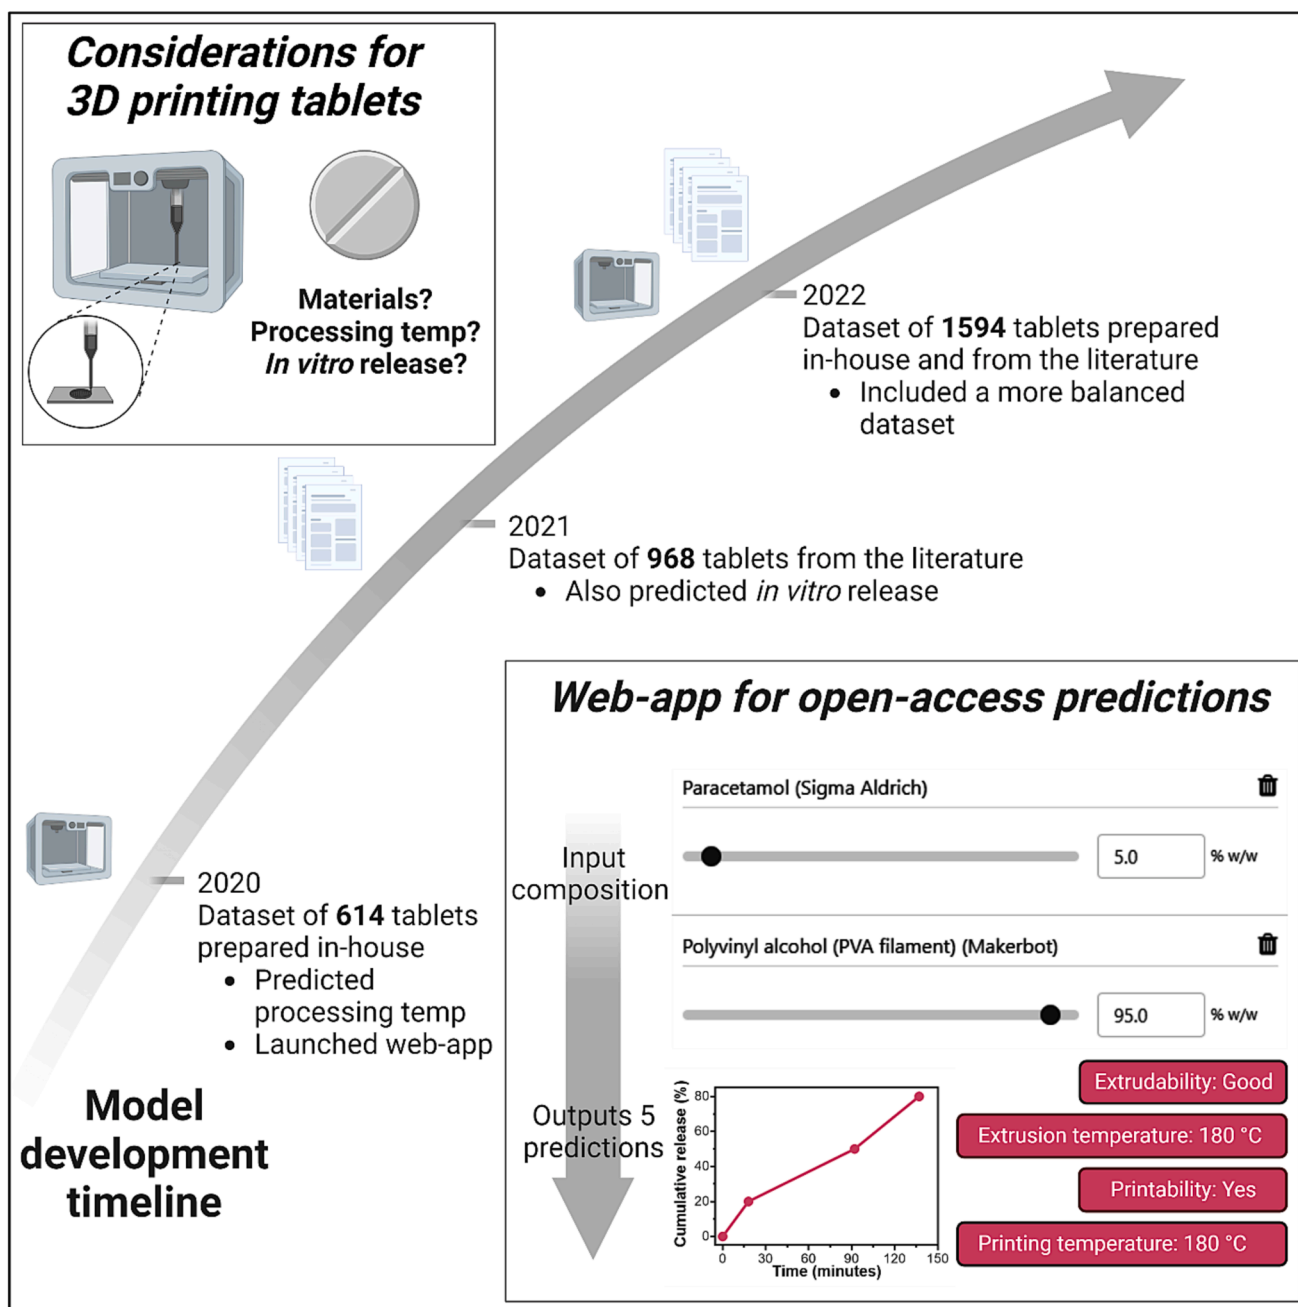 Considerations for
3D printing tablets
Materials?
Processing temp?
In vitro release?
2022
Dataset of 1594 tablets prepared
in-house and from the literature
• Included a more balanced
dataset
2021
Dataset of 968 tablets from the literature
• Also predicted in vitro release
2020
Dataset of 614 tablets
prepared in-house
• Predicted
processing temp
• Launched web-app
Model
development
timeline
Web-app for open-access predictions
Input
composition
Paracetamol (Sigma Aldrich)
5.0 % w/w
Polyvinyl alcohol (PVA filament) (Makerbot)
95.0 % w/w
Outputs 5
predictions
Cumulative release (%)
80
60
40
20
0
0 30 60 90 120 150
Time (minutes)
Extrudability: Good
Extrusion temperature: 180 °C
Printability: Yes
Printing temperature: 180 °C